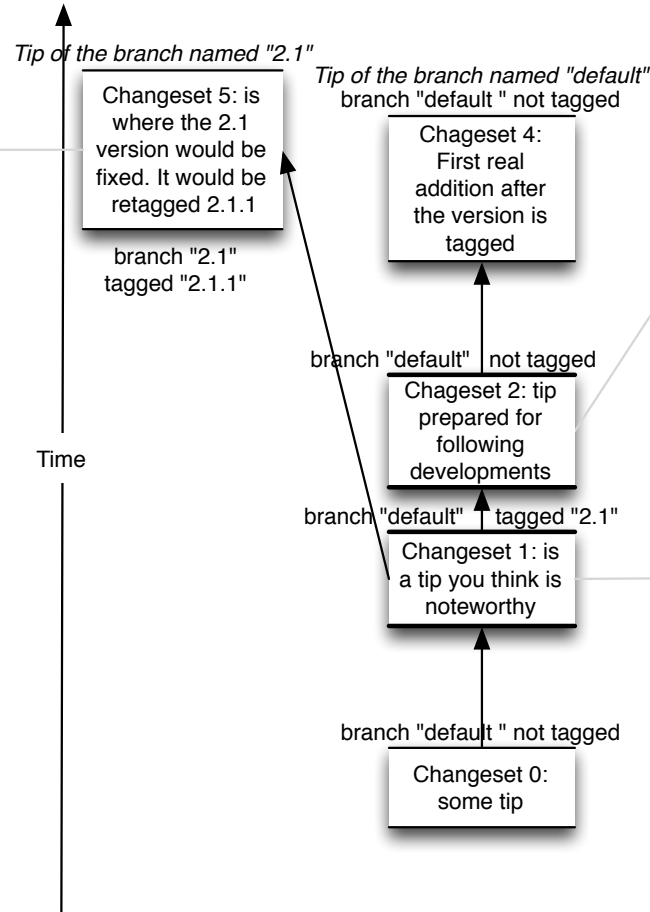 Tip of the branch named "2.1"
Changeset 5: is
where the 2.1
version would be
fixed. It would be
retagged 2.1.1
branch "2.1"
tagged "2.1.1"
Tip of the branch named "default"
branch "default " not tagged
Chageset 4:
First real
addition after
the version is
tagged
branch "default" not tagged
Chageset 2: tip
prepared for
following
developments
Time
branch "default" tagged "2.1"
Changeset 1: is
a tip you think is
noteworthy
branch "default " not tagged
Changeset 0:
some tip